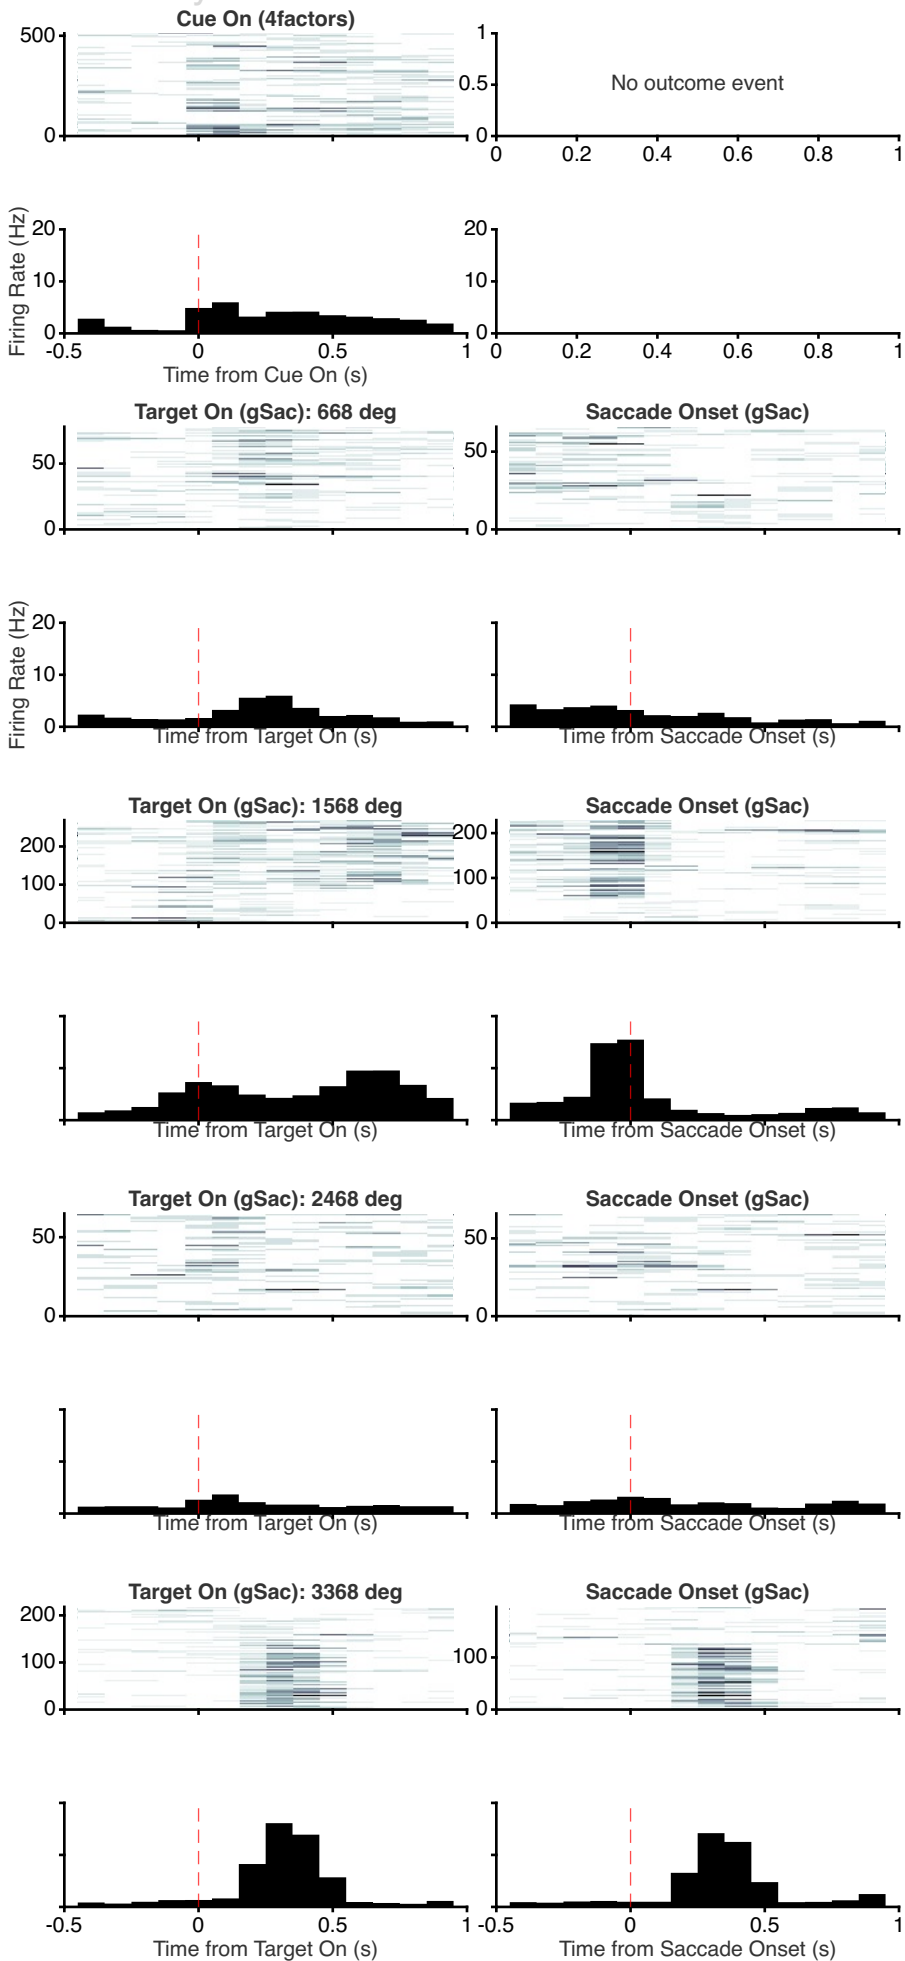 Cue On (4factors)
500
0
1
0.5
0
No outcome event
0 0.2 0.4 0.6 0.8 1
Firing Rate (Hz)
20
10
0
-0.5 0 0.5 1
Time from Cue On (s)
20
10
0
0 0.2 0.4 0.6 0.8 1
Target On (gSac): 668 deg
50
0
Saccade Onset (gSac)
50
0
Firing Rate (Hz)
20
10
0
Time from Target On (s)
Time from Saccade Onset (s)
Target On (gSac): 1568 deg
200
100
0
Saccade Onset (gSac)
200
100
0
Time from Target On (s)
Time from Saccade Onset (s)
Target On (gSac): 2468 deg
50
0
Saccade Onset (gSac)
50
0
Time from Target On (s)
Time from Saccade Onset (s)
Target On (gSac): 3368 deg
200
100
0
Saccade Onset (gSac)
100
0
-0.5 0 0.5 1
Time from Target On (s)
-0.5 0 0.5 1
Time from Saccade Onset (s)